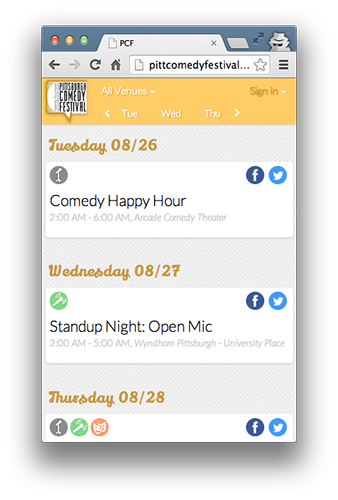 PCF
pittcomedyfestival...
PITTSBURGH
COMEDY
FESTIVAL
All Venues
Sign in
Tue Wed Thu
Tuesday 08/26
Comedy Happy Hour
2:00 AM - 6:00 AM, Arcade Comedy Theater
Wednesday 08/27
Standup Night: Open Mic
2:00 AM - 5:00 AM, Wyndham Pittsburgh - University Place
Thursday 08/28